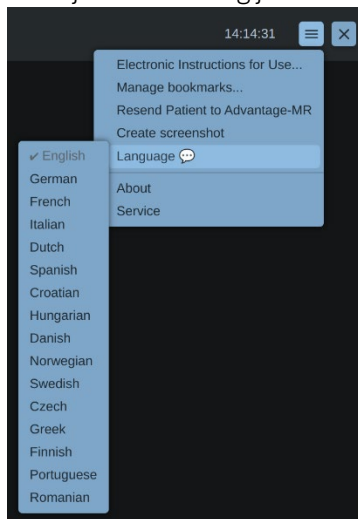 14:14:31
Electronic Instructions for Use...
Manage bookmarks...
Resend Patient to Advantage-MR
Create screenshot
Language 💬
About
Service
✔ English
German
French
Italian
Dutch
Spanish
Croatian
Hungarian
Danish
Norwegian
Swedish
Czech
Greek
Finnish
Portuguese
Romanian